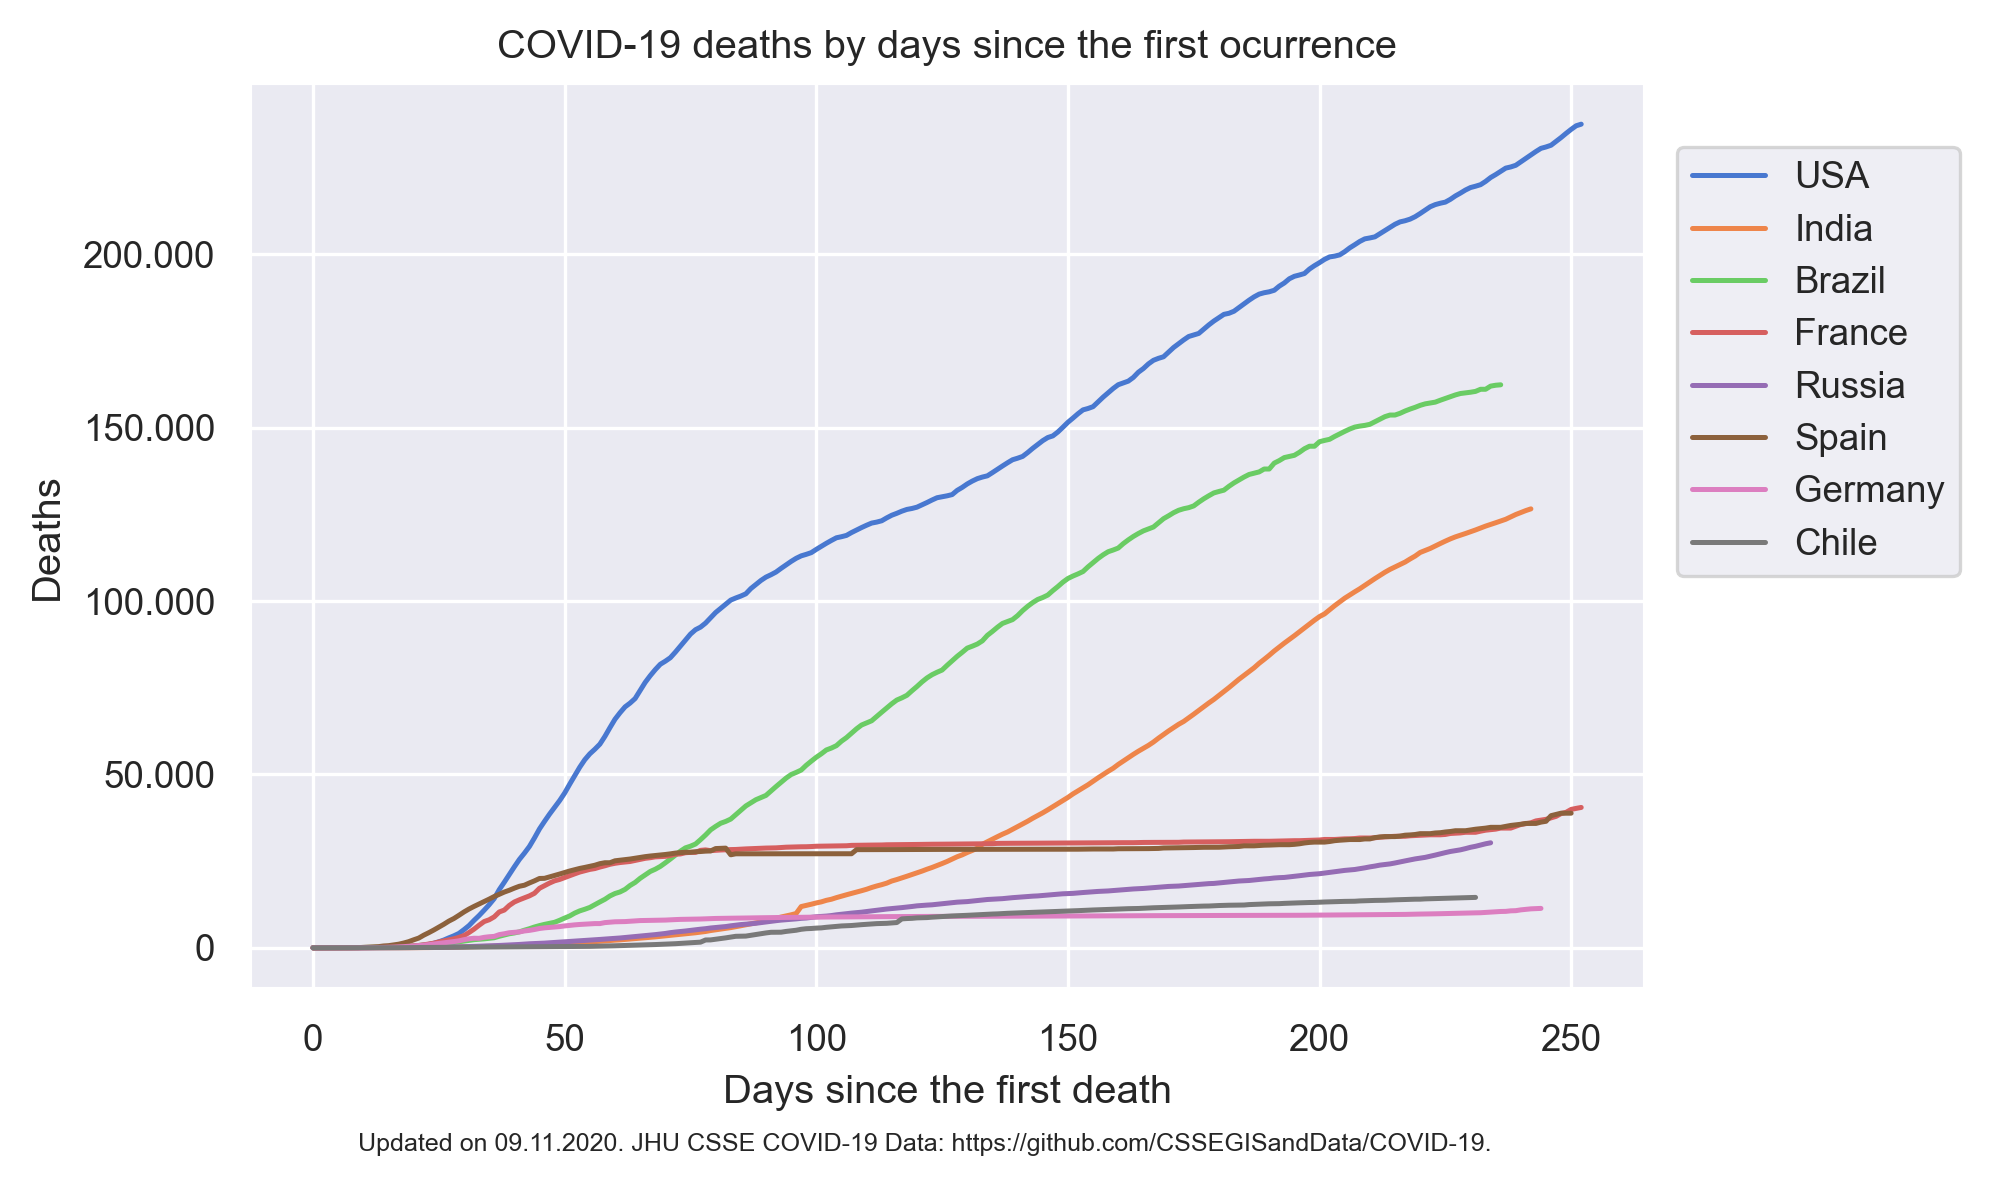 COVID-19 deaths by days since the first ocurrence
200.000
150.000
100.000
50.000
0
Deaths
0 50 100 150 200 250
Days since the first death
USA
India
Brazil
France
Russia
Spain
Germany
Chile
Updated on 09.11.2020. JHU CSSE COVID-19 Data: https://github.com/CSSEGISandData/COVID-19.